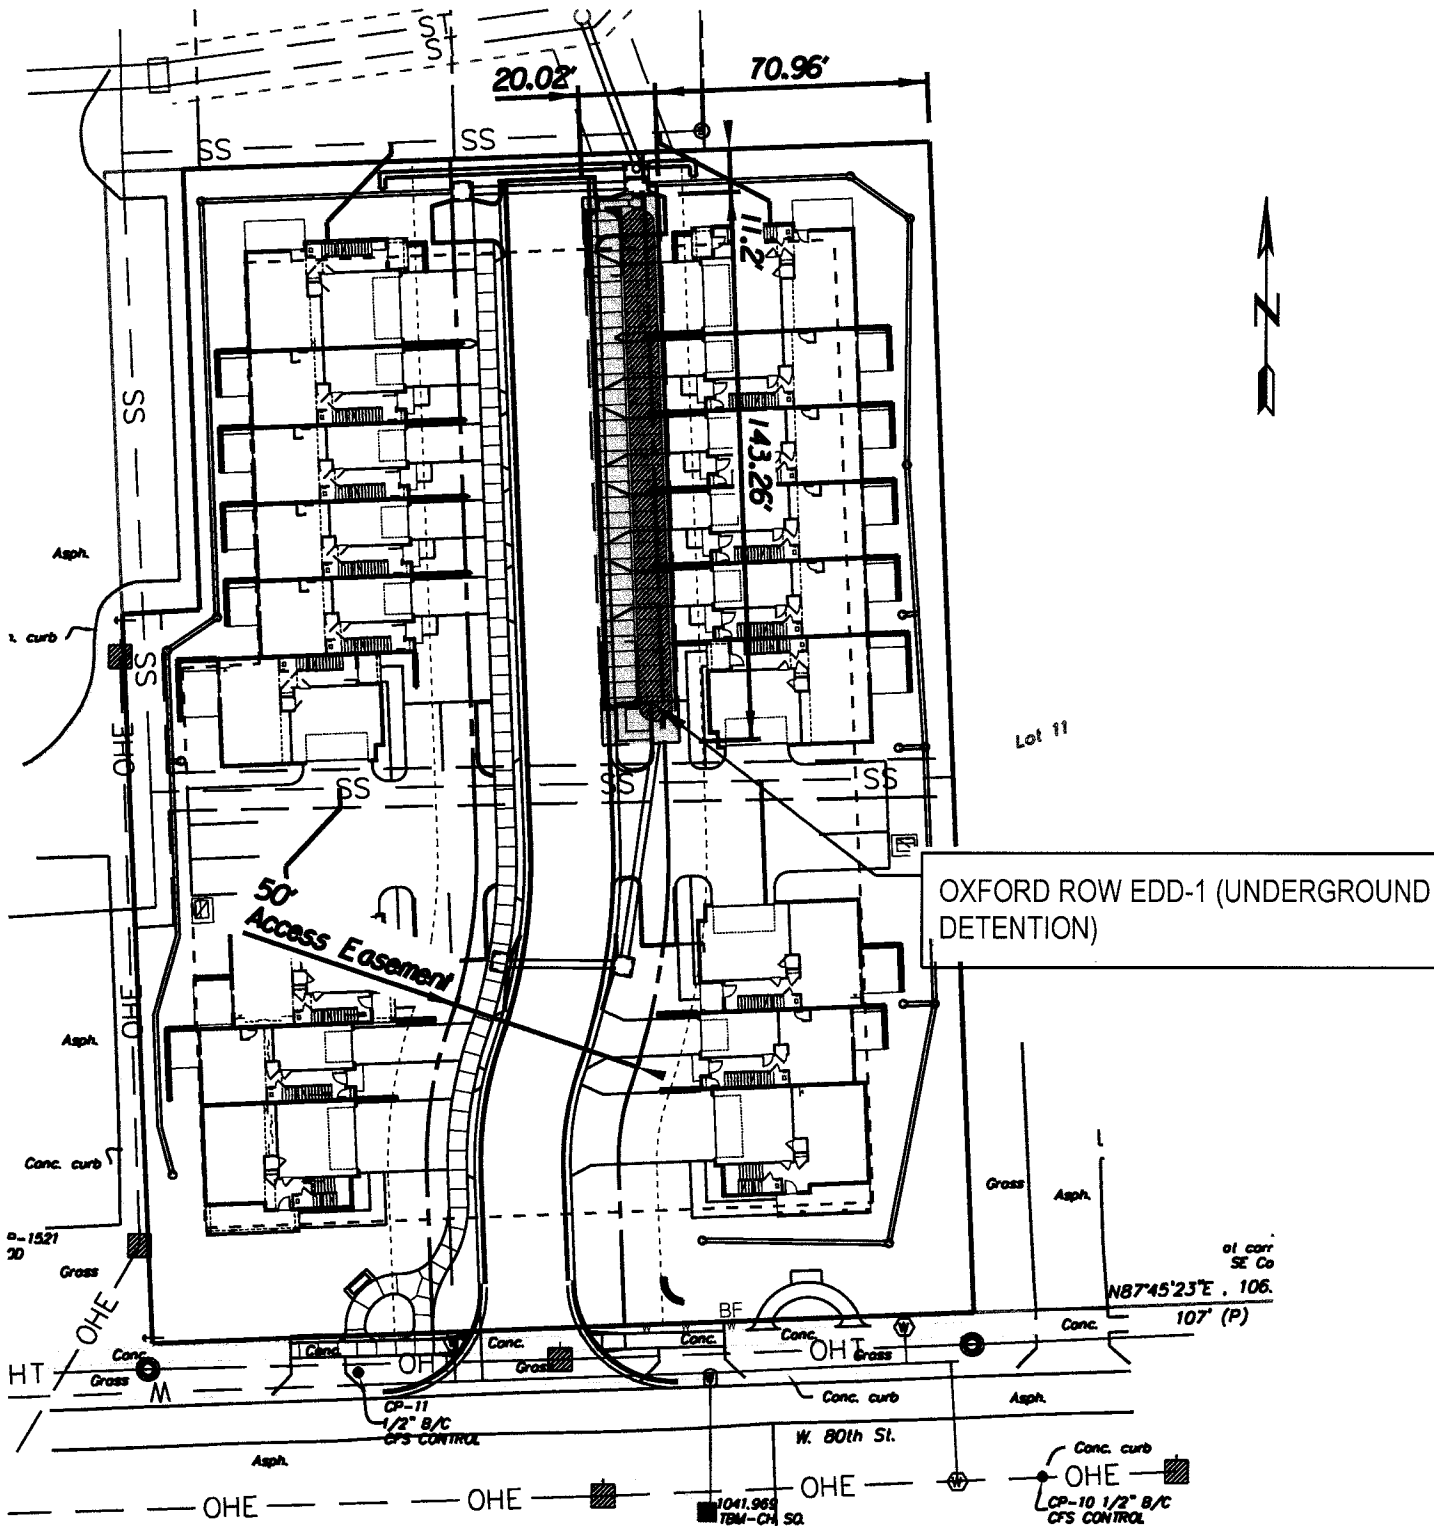 ST
ST
20.02'
70.96'
SS
SS
11.2'
N
SS
143.26'
Asph.
curb
SS
OHE
Lot 11
SS
SS
SS
50'
Access Easement
OXFORD ROW EDD-1 (UNDERGROUND
DETENTION)
OHE
Asph.
Conc. curb
Grass
Asph.
-1521
Grass
OHE
SE Co
N87°45'23"E . 106.
107' (P)
BF
W
W
W
Conc.
Conc.
Conc.
Conc.
Conc.
Conc.
W
W
HT
OH
OHT
Grass
Grass
Grass
W
W
Conc. curb
Asph.
CP-11
1/2" B/C
CFS CONTROL
W. 80th St.
Asph.
Conc. curb
OHE
OHE
OHE
W
OHE
1041.969
TBM-CH SQ.
CP-10 1/2" B/C
CFS CONTROL